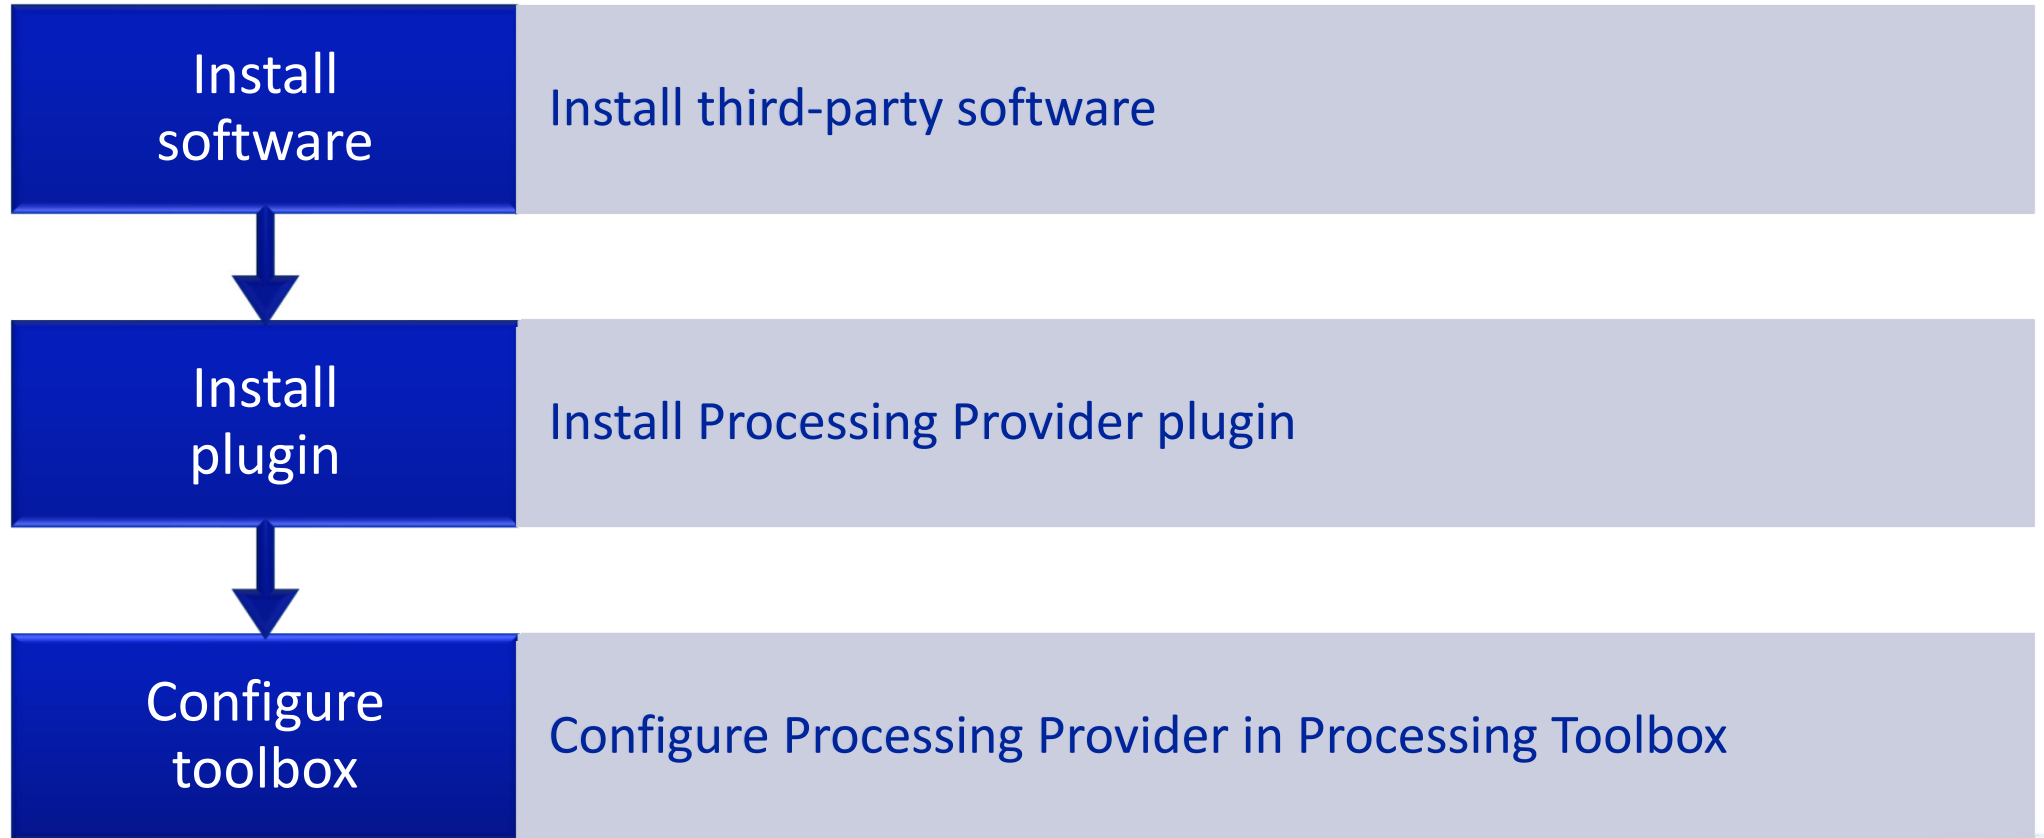 Install
software
Install third-party software
Install
plugin
Install Processing Provider plugin
Configure
toolbox
Configure Processing Provider in Processing Toolbox